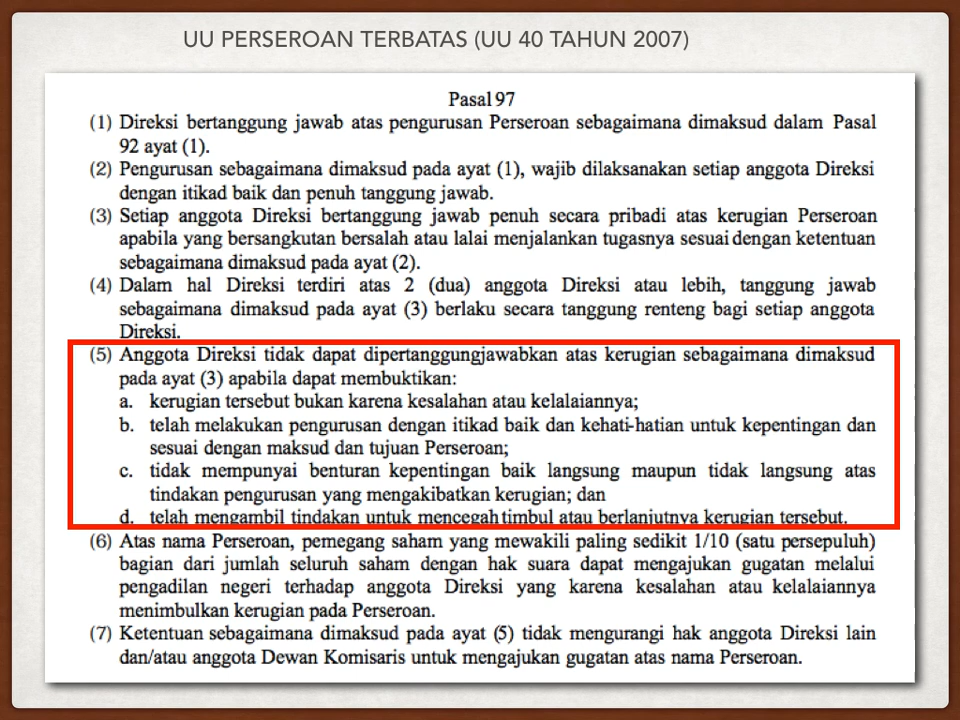 UU PERSEROAN TERBATAS (UU 40 TAHUN 2007)
Pasal 97
(1) Direksi bertanggung jawab atas pengurusan Perseroan sebagaimana dimaksud dalam Pasal
92 ayat (1).
(2) Pengurusan sebagaimana dimaksud pada ayat (1), wajib dilaksanakan setiap anggota Direksi
dengan itikad baik dan penuh tanggung jawab.
(3) Setiap anggota Direksi bertanggung jawab penuh secara pribadi atas kerugian Perseroan
apabila yang bersangkutan bersalah atau lalai menjalankan tugasnya sesuai dengan ketentuan
sebagaimana dimaksud pada ayat (2).
(4) Dalam hal Direksi terdiri atas 2 (dua) anggota Direksi atau lebih, tanggung jawab
sebagaimana dimaksud pada ayat (3) berlaku secara tanggung renteng bagi setiap anggota
Direksi.
(5) Anggota Direksi tidak dapat dipertanggungjawabkan atas kerugian sebagaimana dimaksud
pada ayat (3) apabila dapat membuktikan:
a. kerugian tersebut bukan karena kesalahan atau kelalaiannya;
b. telah melakukan pengurusan dengan itikad baik dan kehati-hatian untuk kepentingan dan
sesuai dengan maksud dan tujuan Perseroan;
c. tidak mempunyai benturan kepentingan baik langsung maupun tidak langsung atas
tindakan pengurusan yang mengakibatkan kerugian; dan
d. telah mengambil tindakan untuk mencegah timbul atau berlanjutnya kerugian tersebut.
(6) Atas nama Perseroan, pemegang saham yang mewakili paling sedikit 1/10 (satu persepuluh)
bagian dari jumlah seluruh saham dengan hak suara dapat mengajukan gugatan melalui
pengadilan negeri terhadap anggota Direksi yang karena kesalahan atau kelalaiannya
menimbulkan kerugian pada Perseroan.
(7) Ketentuan sebagaimana dimaksud pada ayat (5) tidak mengurangi hak anggota Direksi lain
dan/atau anggota Dewan Komisaris untuk mengajukan gugatan atas nama Perseroan.